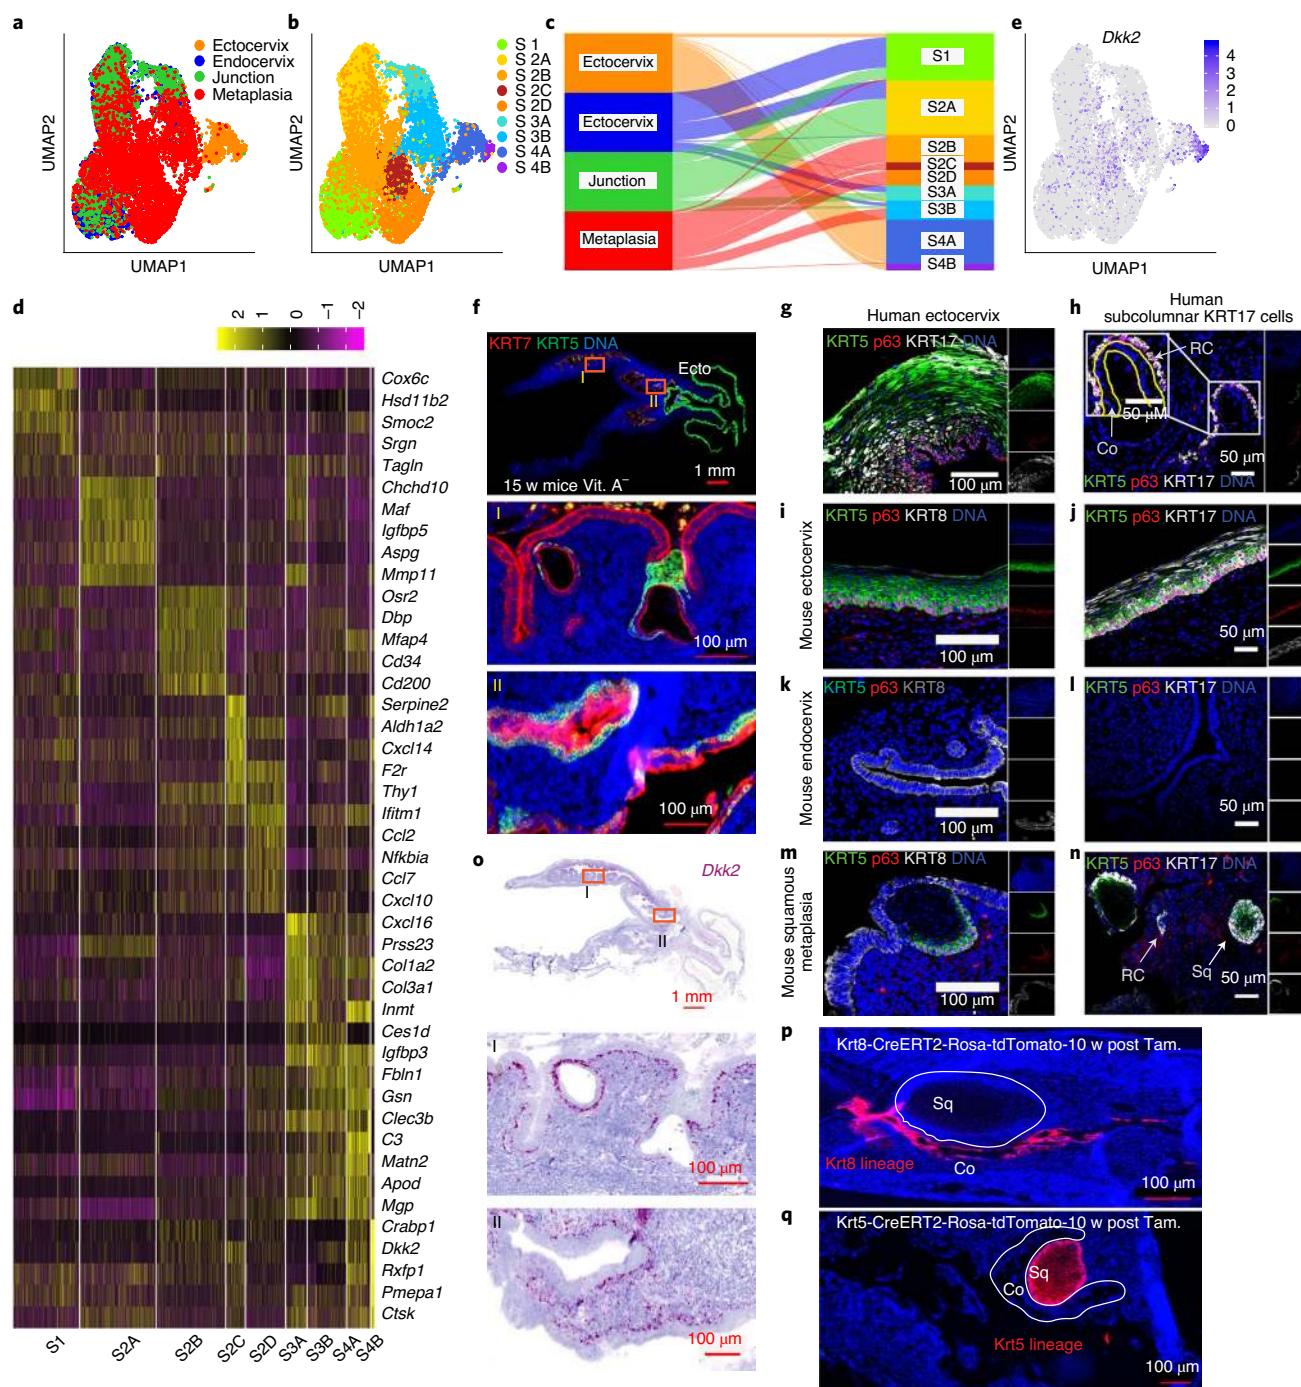 a
Ectocervix
Endocervix
Junction
Metaplasia
UMAP2
UMAP1
b
S 1
S 2A
S 2B
S 2C
S 2D
S 3A
S 3B
S 4A
S 4B
UMAP2
UMAP1
c
Ectocervix
Ectocervix
Junction
Metaplasia
S1
S2A
S2B
S2C
S2D
S3A
S3B
S4A
S4B
e
Dkk2
4
3
2
1
0
UMAP2
UMAP1
d
2
1
0
−1
−2
Cox6c
Hsd11b2
Smoc2
Srgn
Tagln
Chchd10
Maf
Igfbp5
Aspg
Mmp11
Osr2
Dbp
Mfap4
Cd34
Cd200
Serpine2
Aldh1a2
Cxcl14
F2r
Thy1
Ifitm1
Ccl2
Nfkbia
Ccl7
Cxcl10
Cxcl16
Prss23
Col1a2
Col3a1
Inmt
Ces1d
Igfbp3
Fbln1
Gsn
Clec3b
C3
Matn2
Apod
Mgp
Crabp1
Dkk2
Rxfp1
Pmepa1
Ctsk
S1
S2A
S2B
S2C
S2D
S3A
S3B
S4A
S4B
f
KRT7 KRT5 DNA
Ecto
I
II
1 mm
15 w mice Vit. A−
I
100 μm
II
100 μm
g
Human ectocervix
KRT5 p63 KRT17 DNA
100 μm
h
Human
subcolumnar KRT17 cells
RC
50 μM
Co
50 μm
KRT5 p63 KRT17 DNA
i
Mouse ectocervix
KRT5 p63 KRT8 DNA
100 μm
j
KRT5 p63 KRT17 DNA
50 μm
k
Mouse endocervix
KRT5 p63 KRT8
100 μm
l
KRT5 p63 KRT17 DNA
50 μm
m
Mouse squamous
metaplasia
KRT5 p63 KRT8 DNA
100 μm
n
KRT5 p63 KRT17 DNA
RC
Sq
50 μm
o
Dkk2
I
II
1 mm
I
100 μm
II
100 μm
p
Krt8-CreERT2-Rosa-tdTomato-10 w post Tam.
Sq
Krt8 lineage
Co
100 μm
q
Krt5-CreERT2-Rosa-tdTomato-10 w post Tam.
Sq
Co
Krt5 lineage
100 μm